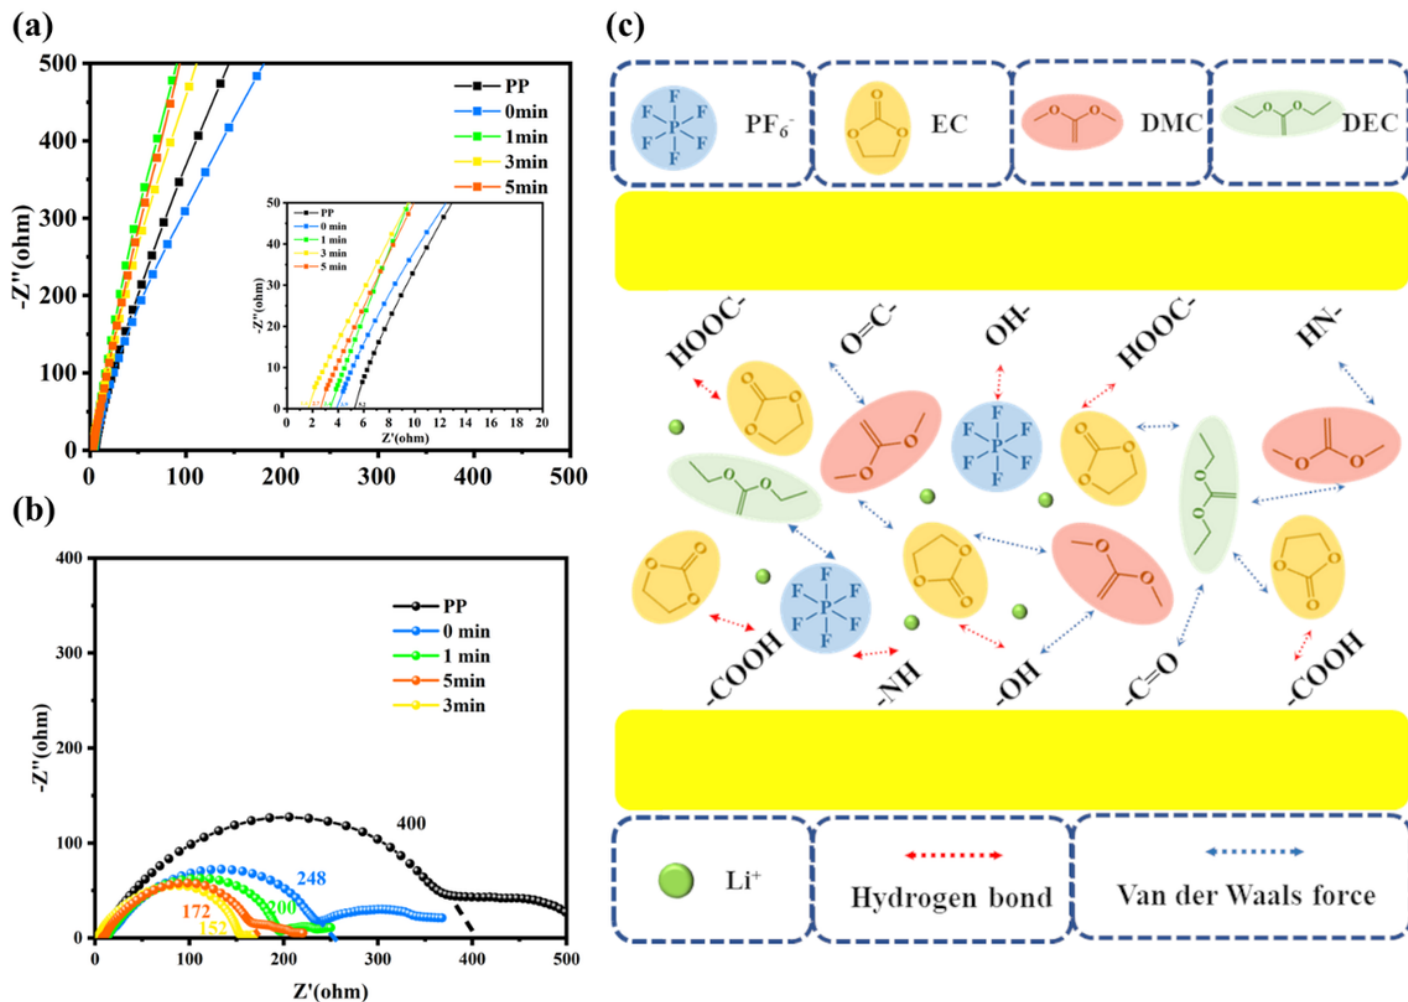 (a)
500
400
300
200
100
0
-Z''(ohm)
0
100
200
300
400
500
PP
0min
1min
3min
5min
50
40
30
20
10
0
-Z''(ohm)
PP
0 min
1 min
3 min
5 min
5.2
0
2
4
6
8
10
12
14
16
18
20
Z'(ohm)
(b)
400
300
200
100
0
-Z''(ohm)
PP
0 min
1 min
5min
3min
400
248
200
172
152
0
100
200
300
400
500
Z'(ohm)
(c)
F F F P F F F
PF6-
O O O
EC
O O
DMC
O O
DEC
HOOC-
O=C-
OH-
HOOC-
HN-
O O O
O O
F F F P F F F
O O O
O O
O O
O O
O O O
O O O
F F F P F F F
O O O
O O
-COOH
-NH
-OH
-C=O
-COOH
Li+
Hydrogen bond
Van der Waals force